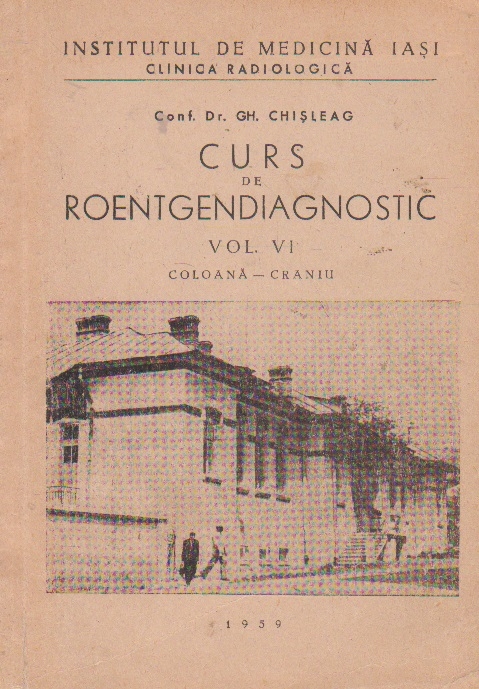 INSTITUTUL DE MEDICINĂ IAȘI
CLINICA RADIOLOGICĂ
Conf. Dr. GH. CHIȘLEAG
CURS
DE
ROENTGENDIAGNOSTIC
VOL. VI
COLOANĂ — CRANIU
1959